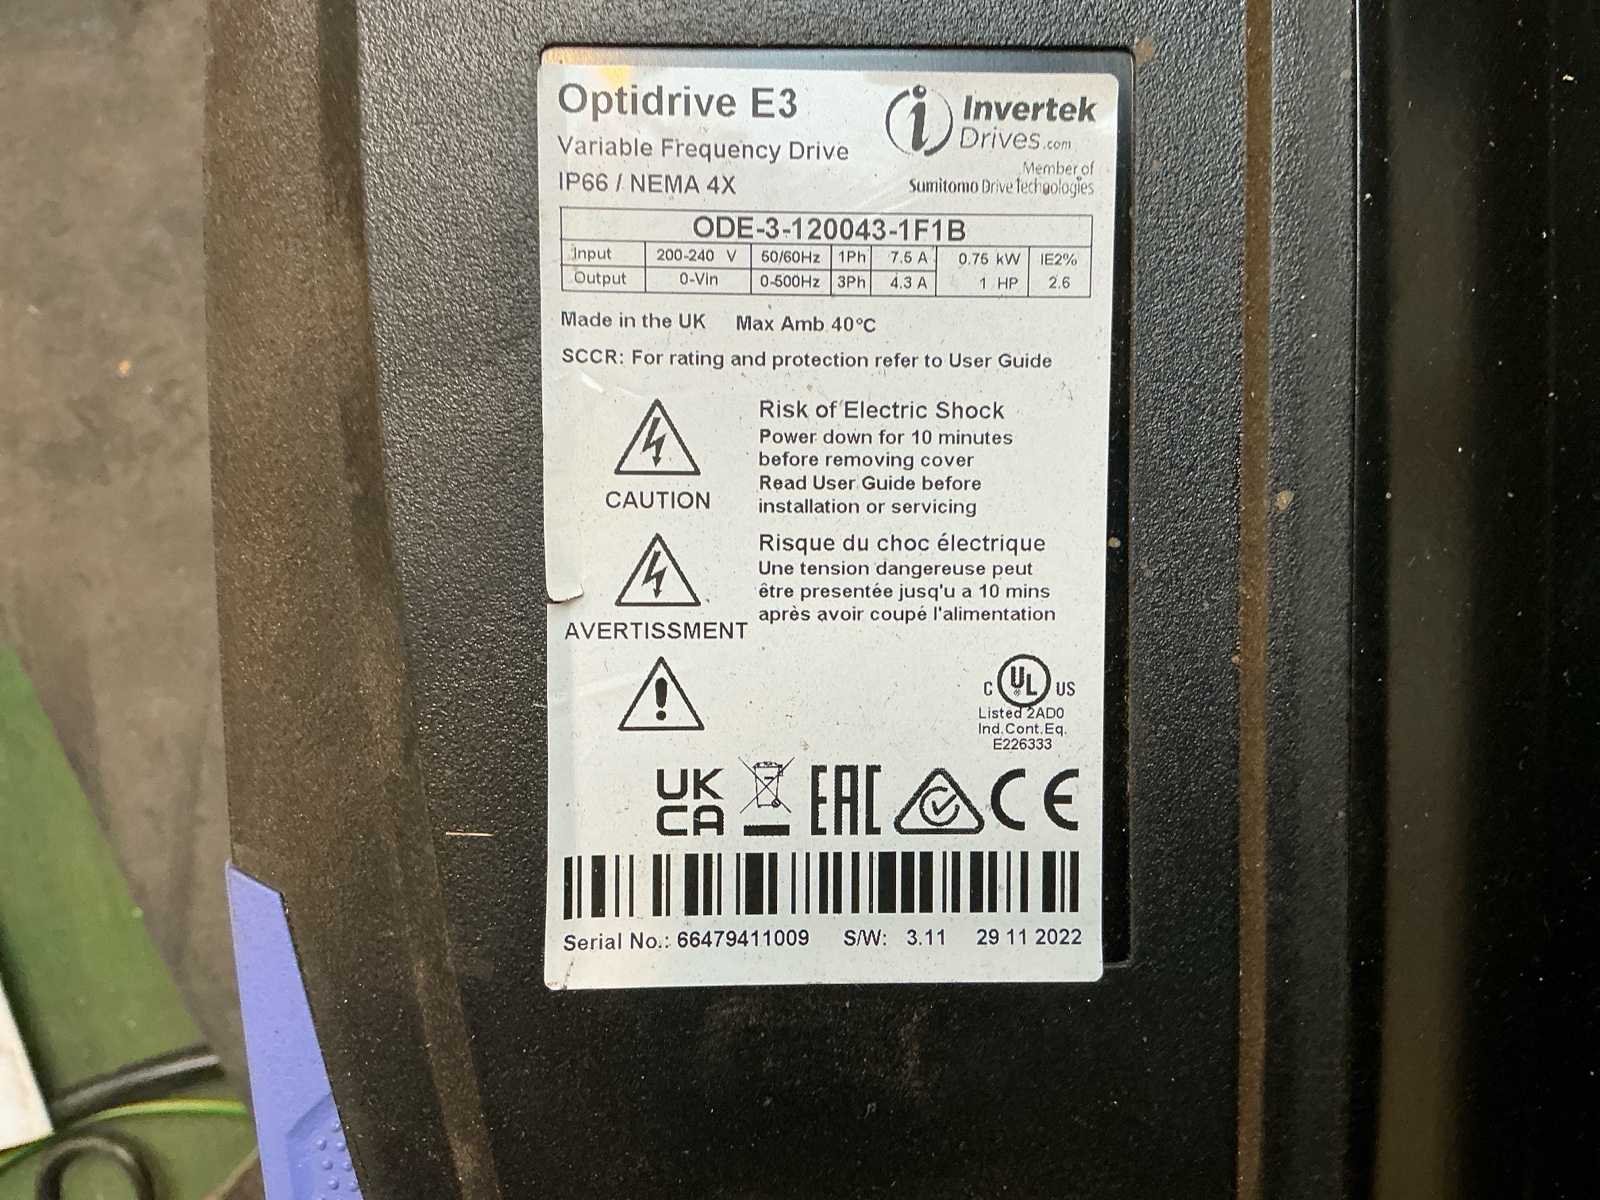 Optidrive E3
Variable Frequency Drive
IP66 / NEMA 4X
Invertek
Drives.com
Member of
Sumitomo Drive Technologies
ODE-3-120043-1F1B
Input 200-240 V 50/60Hz 1Ph 7.5 A 0.75 kW IE2%
Output 0-Vin 0-500Hz 3Ph 4.3 A 1 HP 2.6
Made in the UK Max Amb 40°C
SCCR: For rating and protection refer to User Guide
Risk of Electric Shock
Power down for 10 minutes
before removing cover
Read User Guide before
installation or servicing
CAUTION
Risque du choc électrique
Une tension dangereuse peut
être presentée jusqu'u a 10 mins
après avoir coupé l'alimentation
AVERTISSMENT
C UL US
Listed 2AD0
Ind.Cont.Eq.
E226333
UK
CA
EAC
CE
Serial No.: 66479411009 S/W: 3.11 29 11 2022